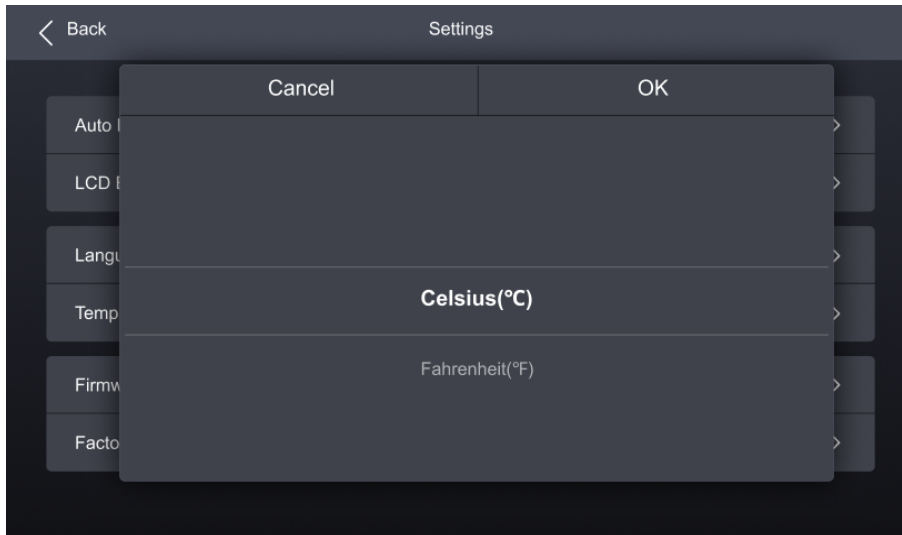 Back
Settings
Cancel
OK
Auto
LCD
Langu
Celsius(℃)
Temp
Fahrenheit(℉)
Firmw
Facto